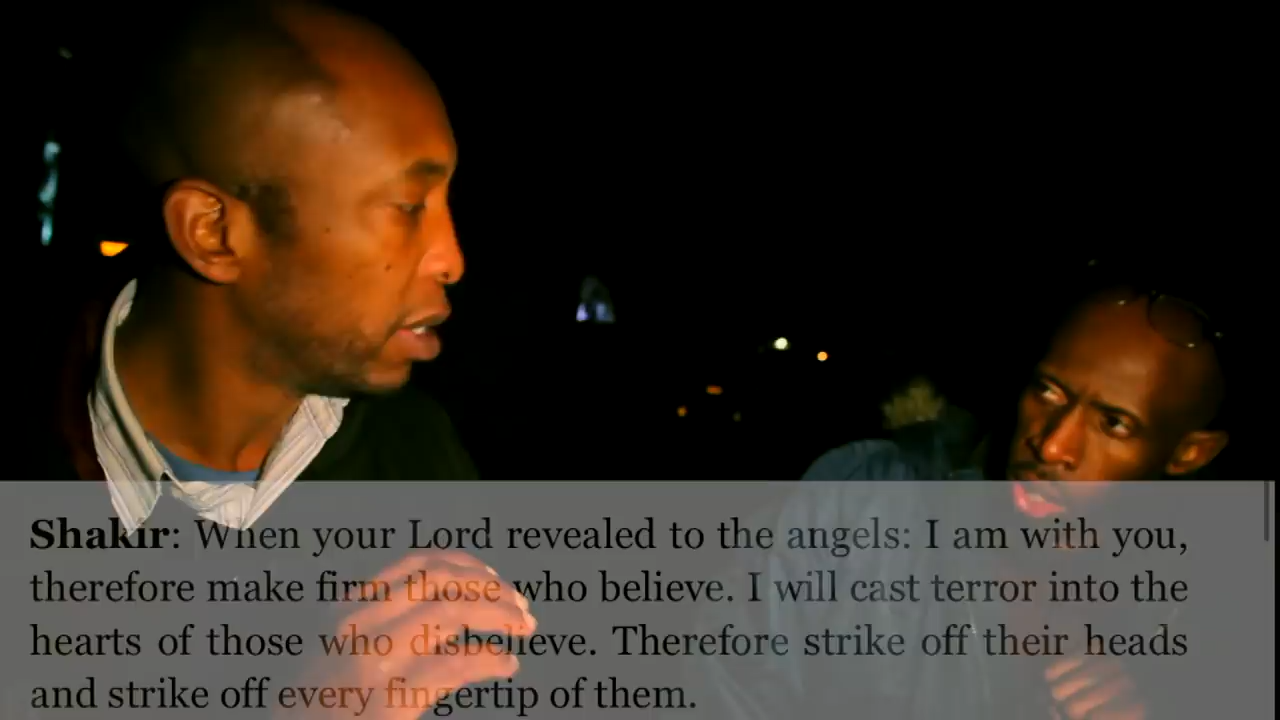 Shakir: When your Lord revealed to the angels: I am with you,
therefore make firm those who believe. I will cast terror into the
hearts of those who disbelieve. Therefore strike off their heads
and strike off every fingertip of them.